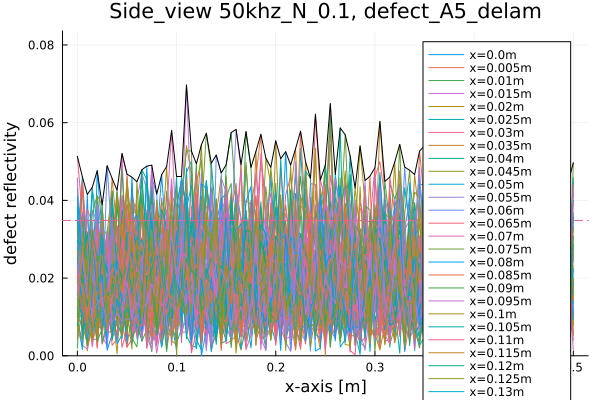 Side_view 50khz_N_0.1, defect_A5_delam
defect reflectivity
0.08
0.06
0.04
0.02
0.00
0.0
0.1
0.2
0.3
.5
x-axis [m]
x=0.0m
x=0.005m
x=0.01m
x=0.015m
x=0.02m
x=0.025m
x=0.03m
x=0.035m
x=0.04m
x=0.045m
x=0.05m
x=0.055m
x=0.06m
x=0.065m
x=0.07m
x=0.075m
x=0.08m
x=0.085m
x=0.09m
x=0.095m
x=0.1m
x=0.105m
x=0.11m
x=0.115m
x=0.12m
x=0.125m
x=0.13m